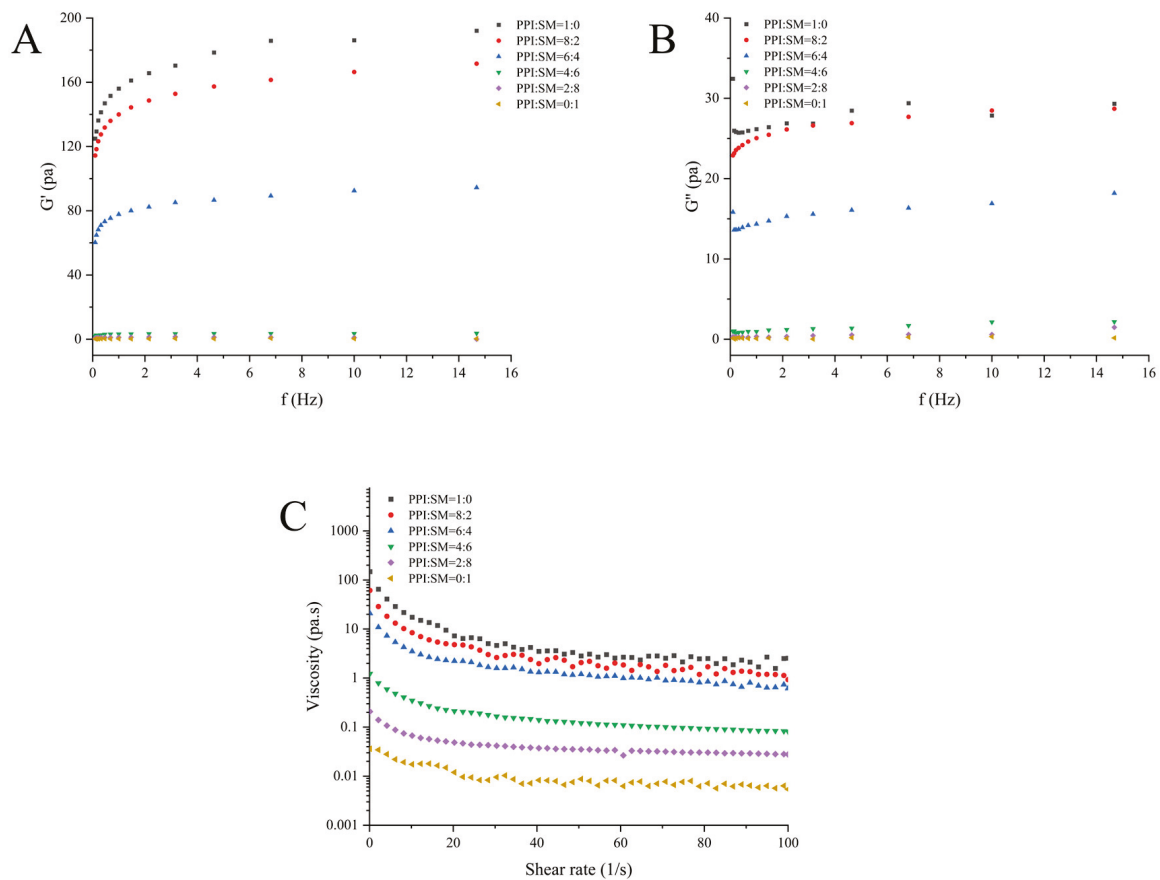 A
200
160
120
80
40
0
G' (pa)
0
2
4
6
8
10
12
14
16
f (Hz)
PPI:SM=1:0
PPI:SM=8:2
PPI:SM=6:4
PPI:SM=4:6
PPI:SM=2:8
PPI:SM=0:1
B
40
30
20
10
0
G" (pa)
0
2
4
6
8
10
12
14
16
f (Hz)
PPI:SM=1:0
PPI:SM=8:2
PPI:SM=6:4
PPI:SM=4:6
PPI:SM=2:8
PPI:SM=0:1
C
1000
100
10
1
0.1
0.01
0.001
Viscosity (pa.s)
0
20
40
60
80
100
Shear rate (1/s)
PPI:SM=1:0
PPI:SM=8:2
PPI:SM=6:4
PPI:SM=4:6
PPI:SM=2:8
PPI:SM=0:1